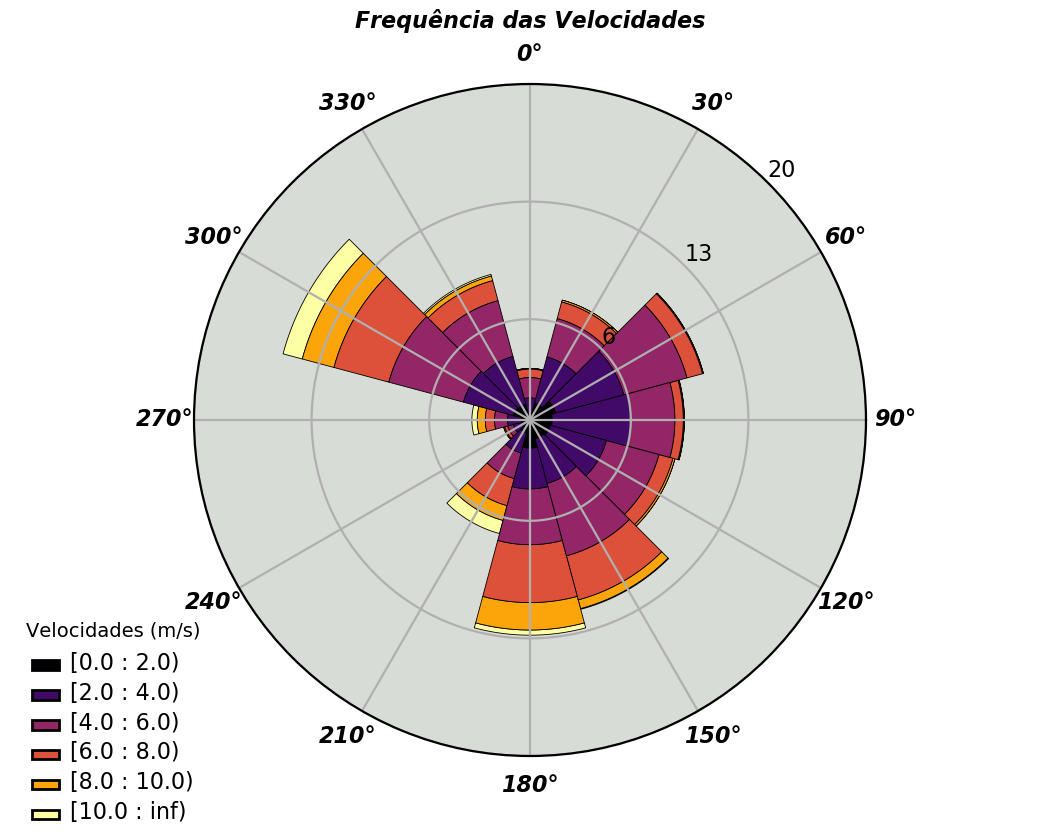 Frequência das Velocidades
0°
330°
30°
20
300°
60°
13
6
270°
90°
240°
120°
210°
150°
180°
Velocidades (m/s)
[0.0 : 2.0)
[2.0 : 4.0)
[4.0 : 6.0)
[6.0 : 8.0)
[8.0 : 10.0)
[10.0 : inf)